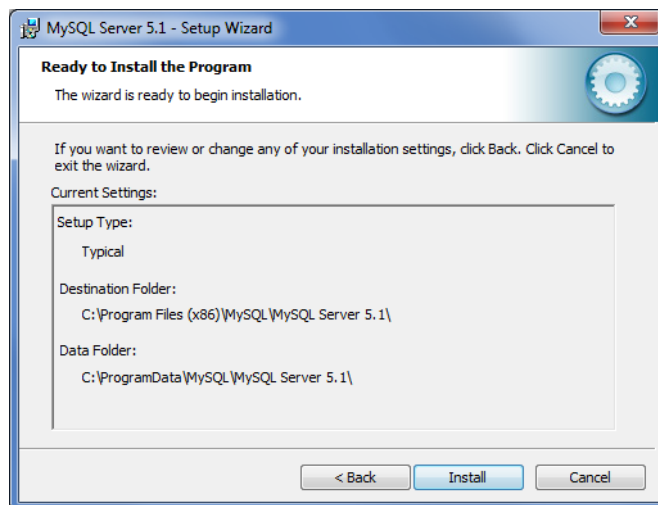 MySQL Server 5.1 - Setup Wizard
Ready to Install the Program
The wizard is ready to begin installation.
If you want to review or change any of your installation settings, click Back. Click Cancel to
exit the wizard.
Current Settings:
Setup Type:
Typical
Destination Folder:
C:\Program Files (x86)\MySQL\MySQL Server 5.1\
Data Folder:
C:\ProgramData\MySQL\MySQL Server 5.1\
< Back Install Cancel